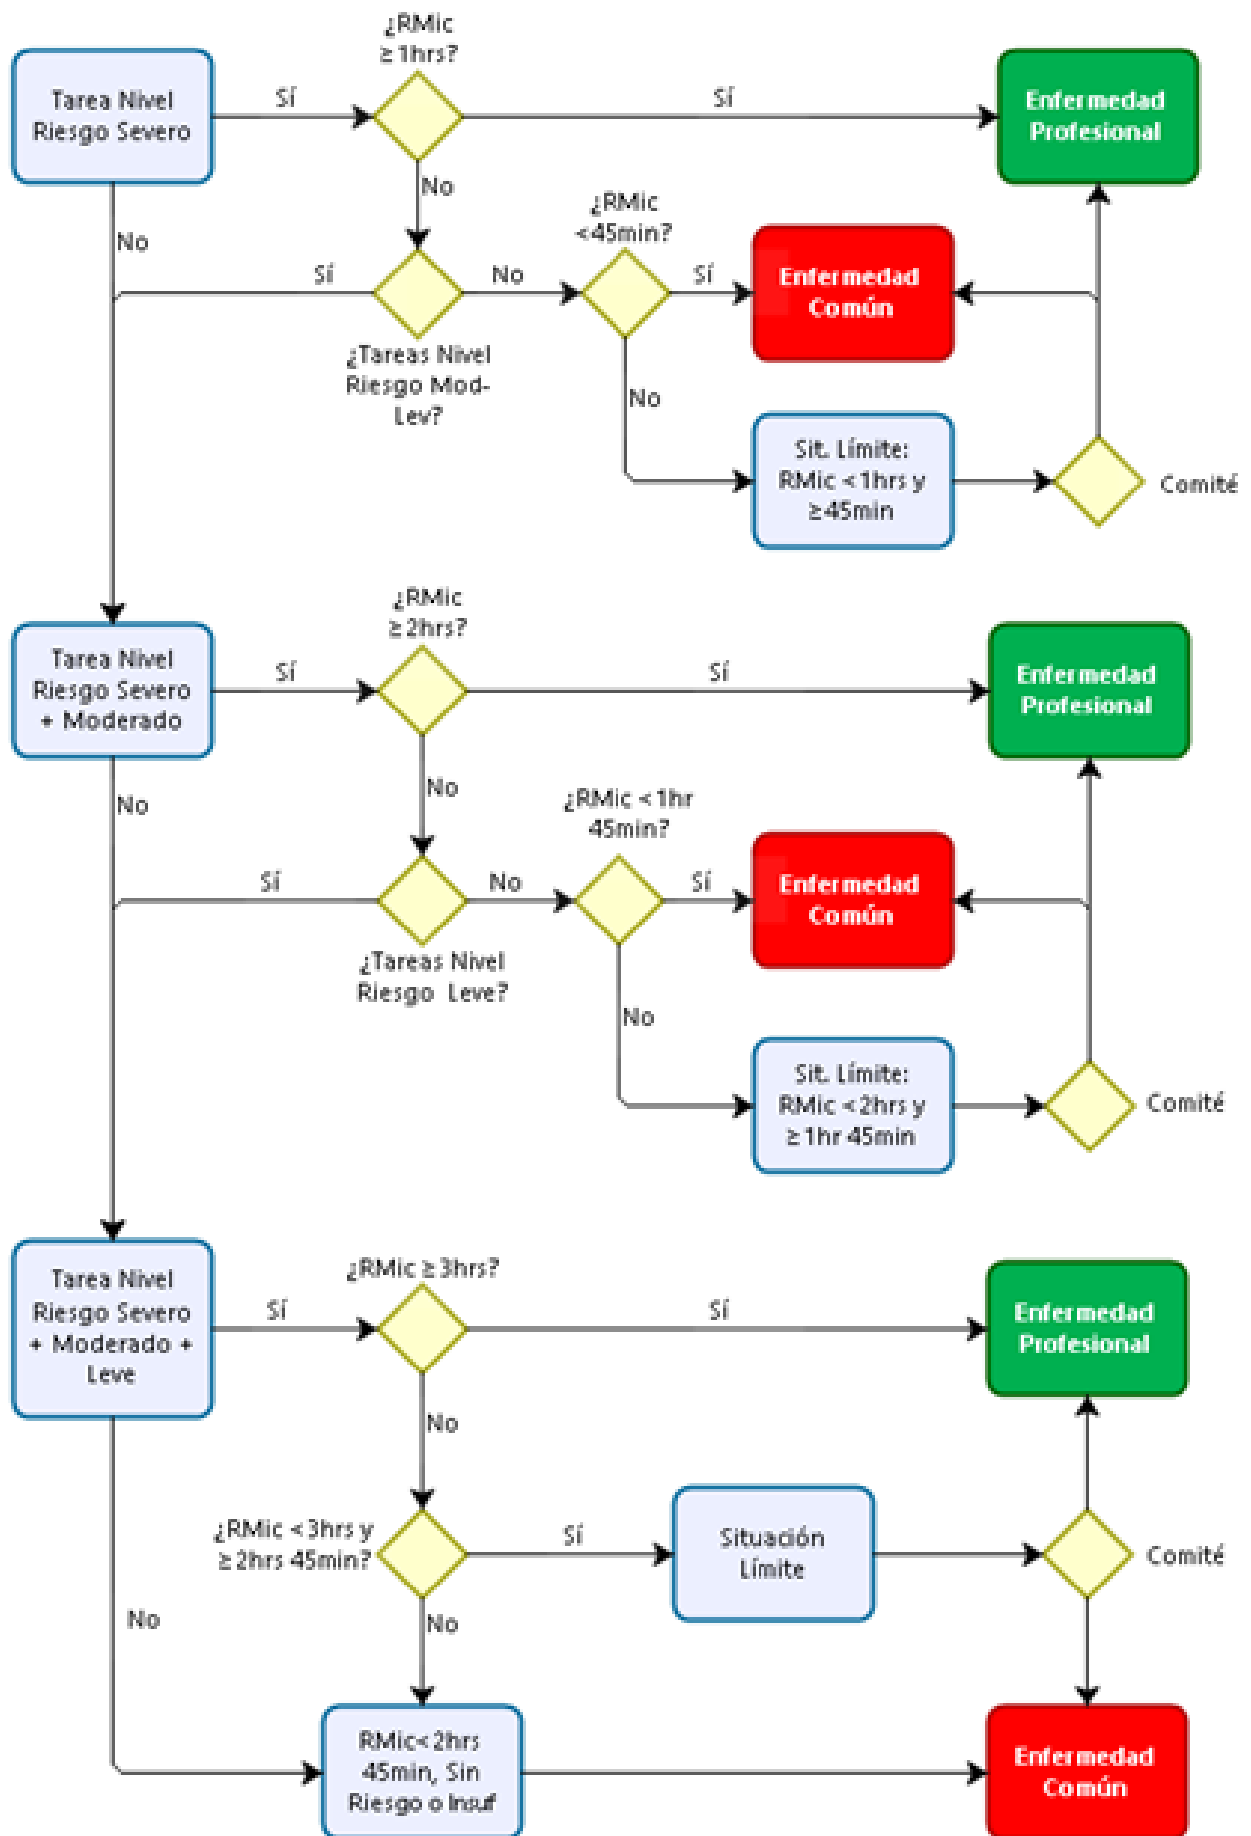 ¿RMic
≥1hrs?
Tarea Nivel
Riesgo Severo
Sí
Sí
Enfermedad
Profesional
No
No
¿RMic
<45min?
Sí
No
Sí
Enfermedad
Común
¿Tareas Nivel
Riesgo Mod-
Lev?
No
Sit. Límite:
RMic <1hrs y
≥45min
Comité
¿RMic
≥2hrs?
Tarea Nivel
Riesgo Severo
+ Moderado
Sí
Sí
Enfermedad
Profesional
No
No
¿RMic <1hr
45min?
Sí
No
Sí
Enfermedad
Común
¿Tareas Nivel
Riesgo Leve?
No
Sit. Límite:
RMic <2hrs y
≥1hr 45min
Comité
¿RMic ≥3hrs?
Tarea Nivel
Riesgo Severo
+ Moderado +
Leve
Sí
Sí
Enfermedad
Profesional
No
¿RMic <3hrs y
≥2hrs 45min?
Sí
Situación
Límite
Comité
No
No
RMic<2hrs
45min, Sin
Riesgo o Insuf
Enfermedad
Común